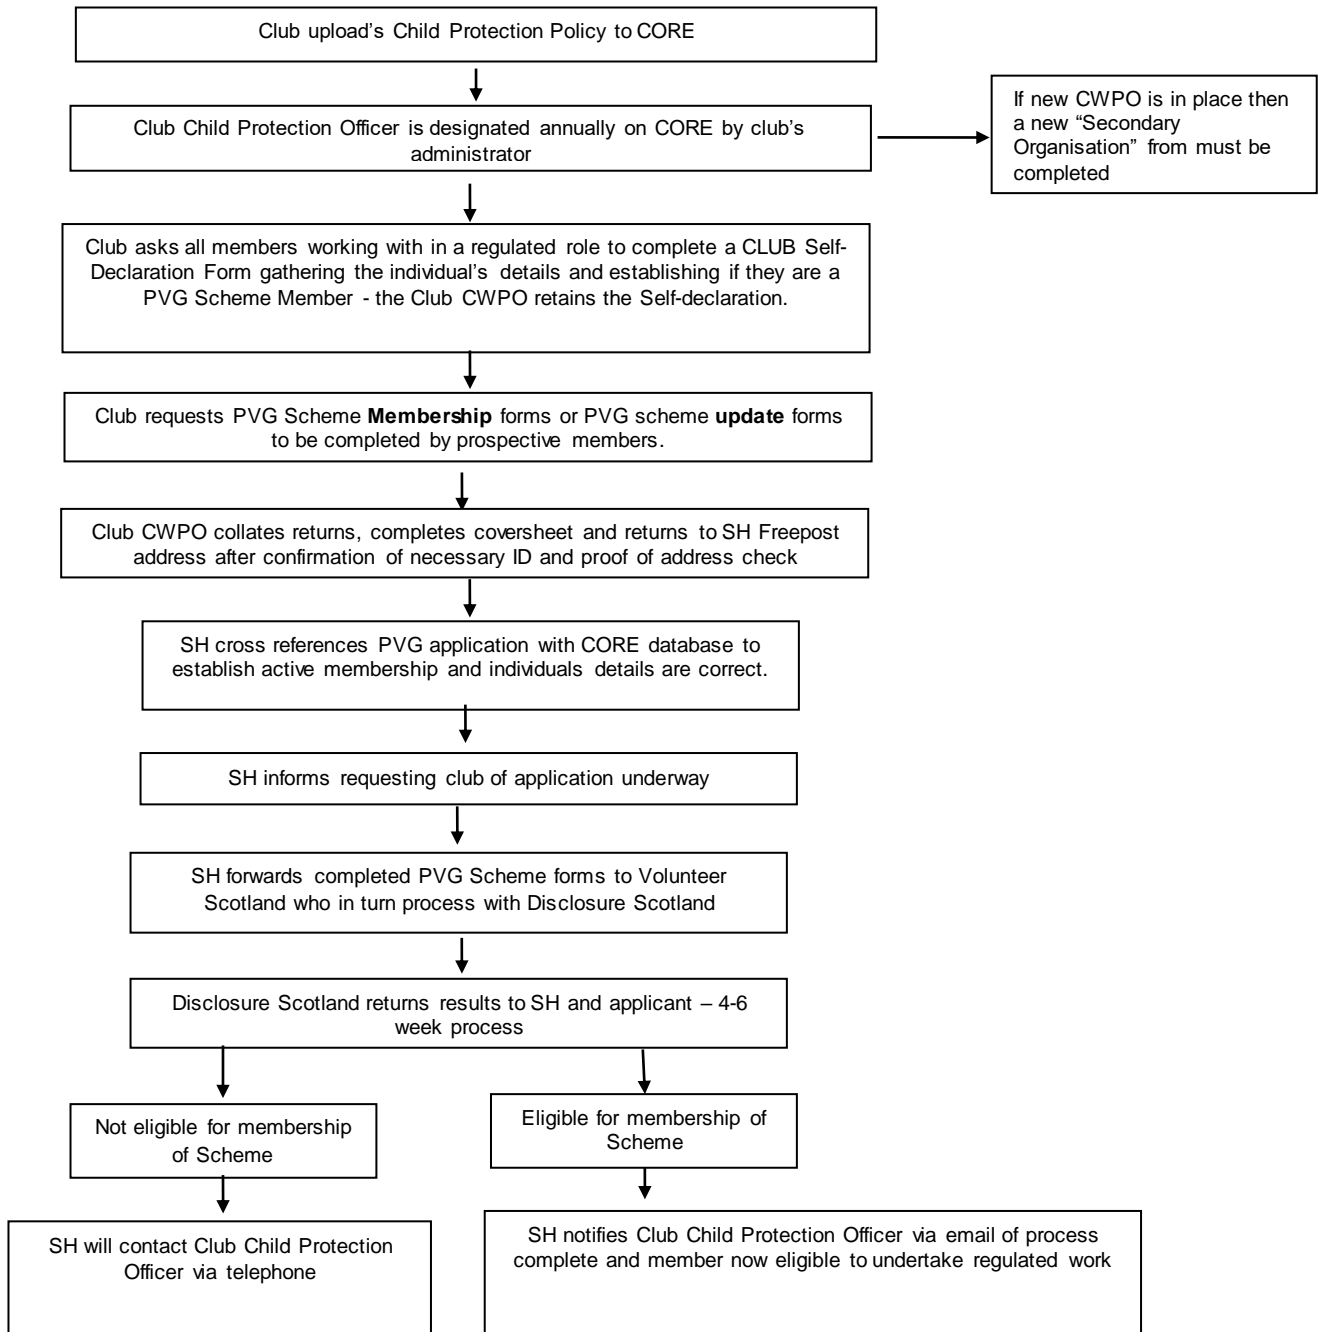 Club upload's Child Protection Policy to CORE
Club Child Protection Officer is designated annually on CORE by club's
administrator
If new CWPO is in place then
a new “Secondary
Organisation” from must be
completed
Club asks all members working with in a regulated role to complete a CLUB Self-
Declaration Form gathering the individual's details and establishing if they are a
PVG Scheme Member - the Club CWPO retains the Self-declaration.
Club requests PVG Scheme Membership forms or PVG scheme update forms
to be completed by prospective members.
Club CWPO collates returns, completes coversheet and returns to SH Freepost
address after confirmation of necessary ID and proof of address check
SH cross references PVG application with CORE database to
establish active membership and individuals details are correct.
SH informs requesting club of application underway
SH forwards completed PVG Scheme forms to Volunteer
Scotland who in turn process with Disclosure Scotland
Disclosure Scotland returns results to SH and applicant – 4-6
week process
Not eligible for membership
of Scheme
Eligible for membership of
Scheme
SH will contact Club Child Protection
Officer via telephone
SH notifies Club Child Protection Officer via email of process
complete and member now eligible to undertake regulated work